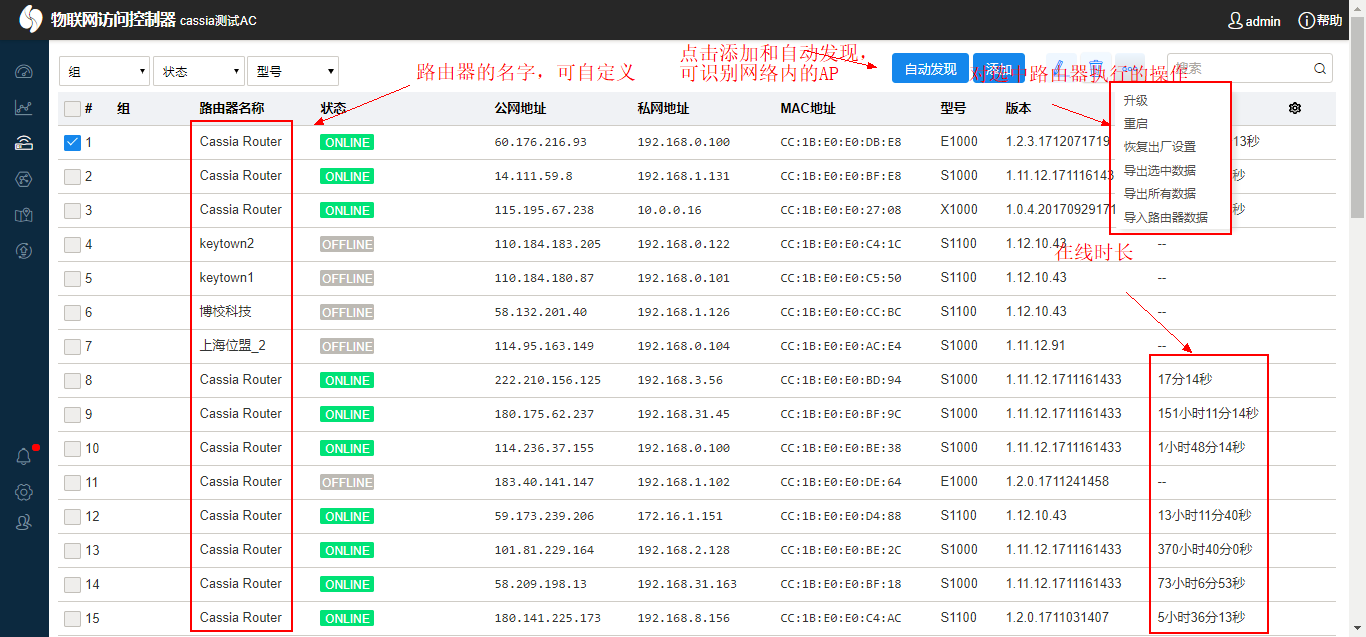 物联网访问控制器 cassia测试AC
admin
帮助
组
状态
型号
路由器的名字，可自定义
点击添加和自动发现，
可识别网络内的AP
自动发现
添加
对选中路由器执行的操作
搜索
# 组 路由器名称 状态 公网地址 私网地址 MAC地址 型号 版本
升级
重启
恢复出厂设置
导出选中数据
导出所有数据
导入路由器数据
1 Cassia Router ONLINE 60.176.216.93 192.168.0.100 CC:1B:E0:E0:DB:E8 E1000 1.2.3.1712071719 13秒
2 Cassia Router ONLINE 14.111.59.8 192.168.1.131 CC:1B:E0:E0:BF:E8 S1000 1.11.12.171116143 秒
3 Cassia Router ONLINE 115.195.67.238 10.0.0.16 CC:1B:E0:E0:27:08 X1000 1.0.4.20170929171 秒
4 keytown2 OFFLINE 110.184.183.205 192.168.0.122 CC:1B:E0:E0:C4:1C S1100 1.12.10.43 --
在线时长
5 keytown1 OFFLINE 110.184.180.87 192.168.0.101 CC:1B:E0:E0:C5:50 S1100 1.12.10.43 --
6 博校科技 OFFLINE 58.132.201.40 192.168.1.126 CC:1B:E0:E0:CC:BC S1100 1.12.10.43 --
7 上海位盟_2 OFFLINE 114.95.163.149 192.168.0.104 CC:1B:E0:E0:AC:E4 S1000 1.11.12.91 --
8 Cassia Router ONLINE 222.210.156.125 192.168.3.56 CC:1B:E0:E0:BD:94 S1000 1.11.12.1711161433 17分14秒
9 Cassia Router ONLINE 180.175.62.237 192.168.31.45 CC:1B:E0:E0:BF:9C S1000 1.11.12.1711161433 151小时11分14秒
10 Cassia Router ONLINE 114.236.37.155 192.168.0.100 CC:1B:E0:E0:BE:38 S1000 1.11.12.1711161433 1小时48分14秒
11 Cassia Router OFFLINE 183.40.141.147 192.168.1.102 CC:1B:E0:E0:DE:64 E1000 1.2.0.1711241458 --
12 Cassia Router ONLINE 59.173.239.206 172.16.1.151 CC:1B:E0:E0:D4:88 S1100 1.12.10.43 13小时11分40秒
13 Cassia Router ONLINE 101.81.229.164 192.168.2.128 CC:1B:E0:E0:BE:2C S1000 1.11.12.1711161433 370小时40分0秒
14 Cassia Router ONLINE 58.209.198.13 192.168.31.163 CC:1B:E0:E0:BF:18 S1000 1.11.12.1711161433 73小时6分53秒
15 Cassia Router ONLINE 180.141.225.173 192.168.8.156 CC:1B:E0:E0:C4:AC S1100 1.2.0.1711031407 5小时36分13秒